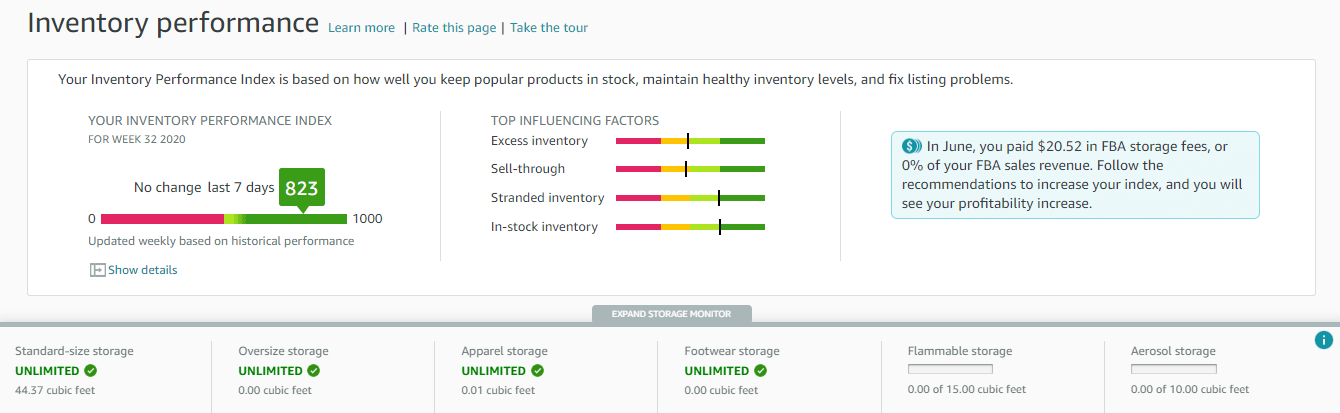 Inventory performance Learn more | Rate this page | Take the tour
Your Inventory Performance Index is based on how well you keep popular products in stock, maintain healthy inventory levels, and fix listing problems.
YOUR INVENTORY PERFORMANCE INDEX
FOR WEEK 32 2020
No change last 7 days 823
0 1000
Updated weekly based on historical performance
Show details
TOP INFLUENCING FACTORS
Excess inventory
Sell-through
Stranded inventory
In-stock inventory
In June, you paid $20.52 in FBA storage fees, or
0% of your FBA sales revenue. Follow the
recommendations to increase your index, and you will
see your profitability increase.
EXPAND STORAGE MONITOR
Standard-size storage
UNLIMITED
44.37 cubic feet
Oversize storage
UNLIMITED
0.00 cubic feet
Apparel storage
UNLIMITED
0.01 cubic feet
Footwear storage
UNLIMITED
0.00 cubic feet
Flammable storage
0.00 of 15.00 cubic feet
Aerosol storage
0.00 of 10.00 cubic feet